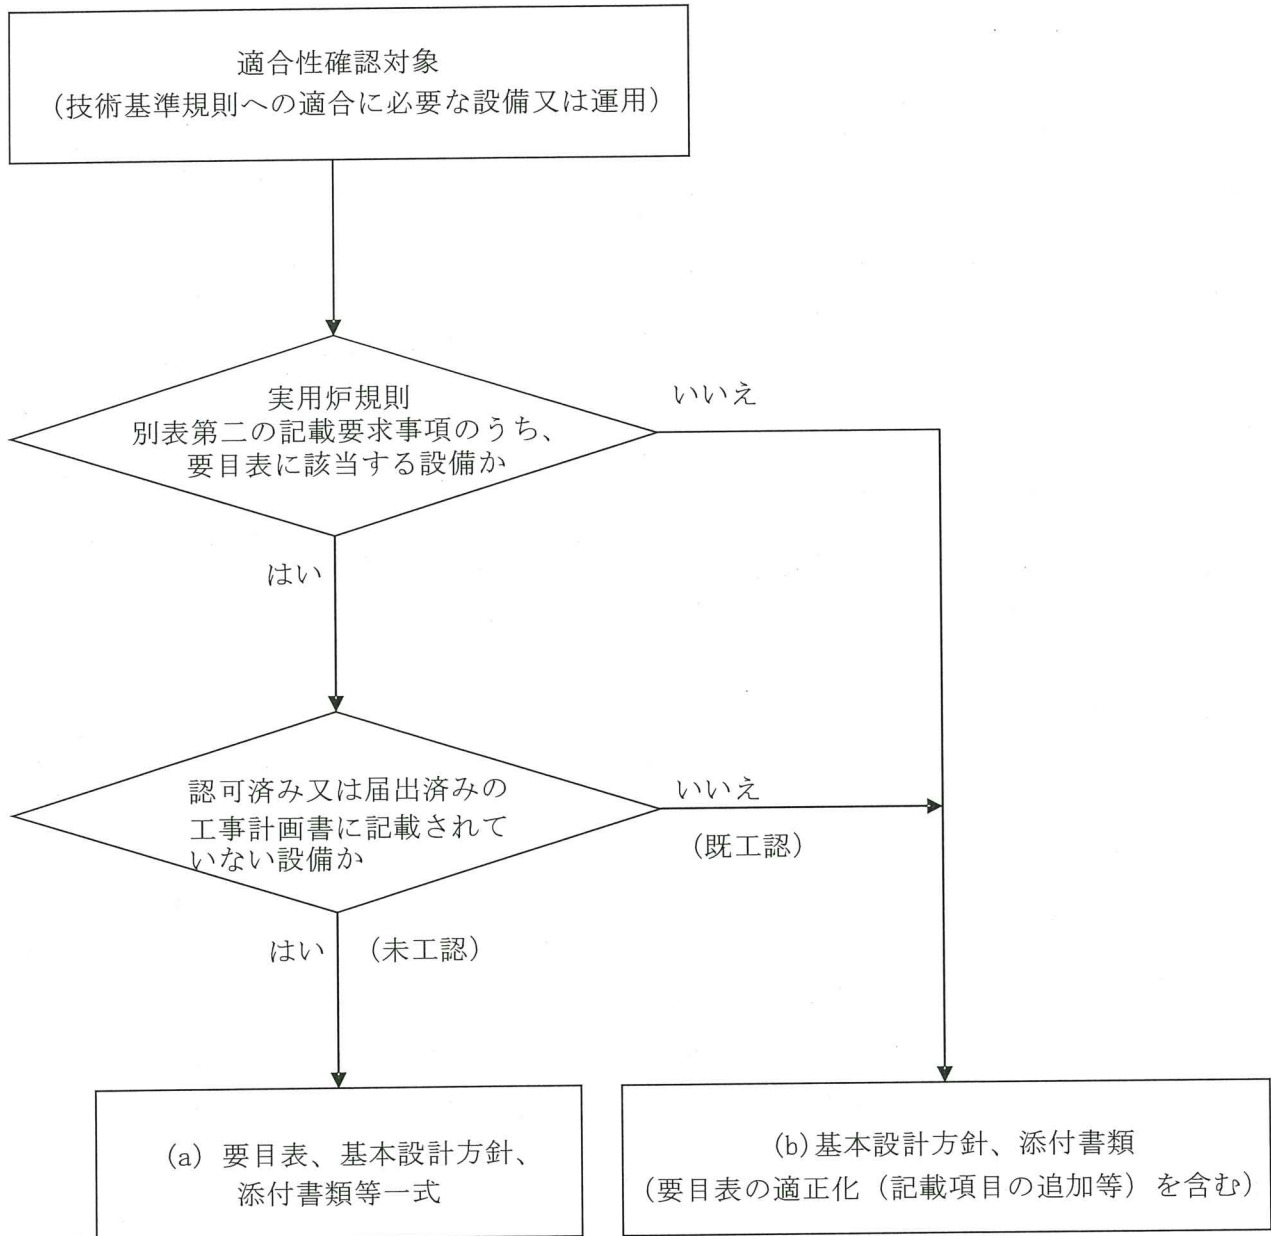 適合性確認対象
（技術基準規則への適合に必要な設備又は運用）
実用炉規則
別表第二の記載要求事項のうち、
要目表に該当する設備か
いいえ
はい
認可済み又は届出済みの
工事計画書に記載されて
いない設備か
いいえ
（既工認）
はい （未工認）
(a) 要目表、基本設計方針、
添付書類等一式
(b)基本設計方針、添付書類
（要目表の適正化（記載項目の追加等）を含む）